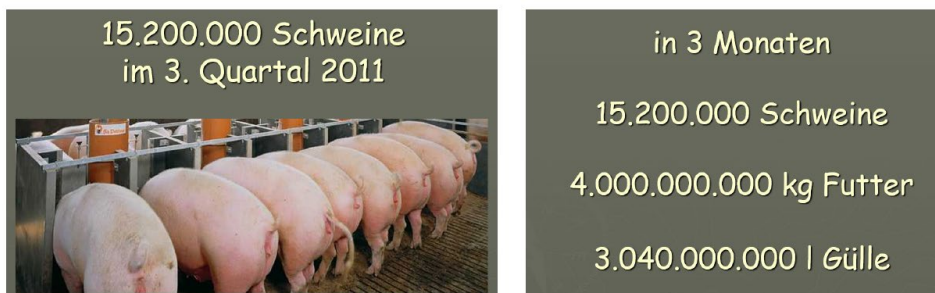 15.200.000 Schweine
im 3. Quartal 2011
in 3 Monaten
15.200.000 Schweine
4.000.000.000 kg Futter
3.040.000.000 l Gülle